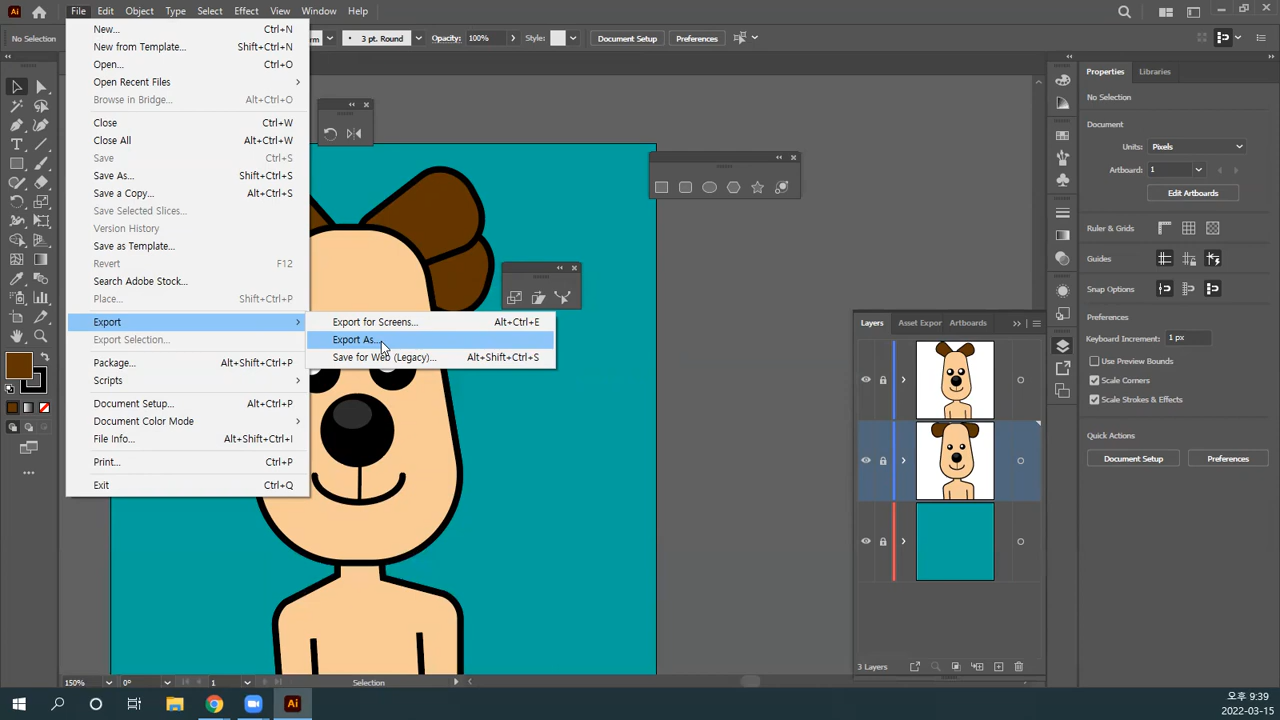 Ai File Edit Object Type Select Effect View Window Help
No Selection 3 pt. Round Opacity: 100% Style: Document Setup Preferences
New... Ctrl+N
New from Template... Shift+Ctrl+N
Open... Ctrl+O
Open Recent Files
Browse in Bridge... Alt+Ctrl+O
Close Ctrl+W
Close All Alt+Ctrl+W
Save Ctrl+S
Save As... Shift+Ctrl+S
Save a Copy... Alt+Ctrl+S
Save Selected Slices...
Version History
Save as Template...
Revert F12
Search Adobe Stock...
Place... Shift+Ctrl+P
Export
Export Selection...
Package... Alt+Shift+Ctrl+P
Scripts
Document Setup... Alt+Ctrl+P
Document Color Mode
File Info... Alt+Shift+Ctrl+I
Print... Ctrl+P
Exit Ctrl+Q
Export for Screens... Alt+Ctrl+E
Export As...
Save for Web (Legacy)... Alt+Shift+Ctrl+S
Properties Libraries
No Selection
Document
Units: Pixels
Artboard: 1
Edit Artboards
Ruler & Grids
Guides
Snap Options
Preferences
Keyboard Increment: 1 px
Use Preview Bounds
Scale Corners
Scale Strokes & Effects
Quick Actions
Document Setup Preferences
Layers Asset Export Artboards
3 Layers
150% 0° 1 Selection
Ai
오후 9:39
2022-03-15